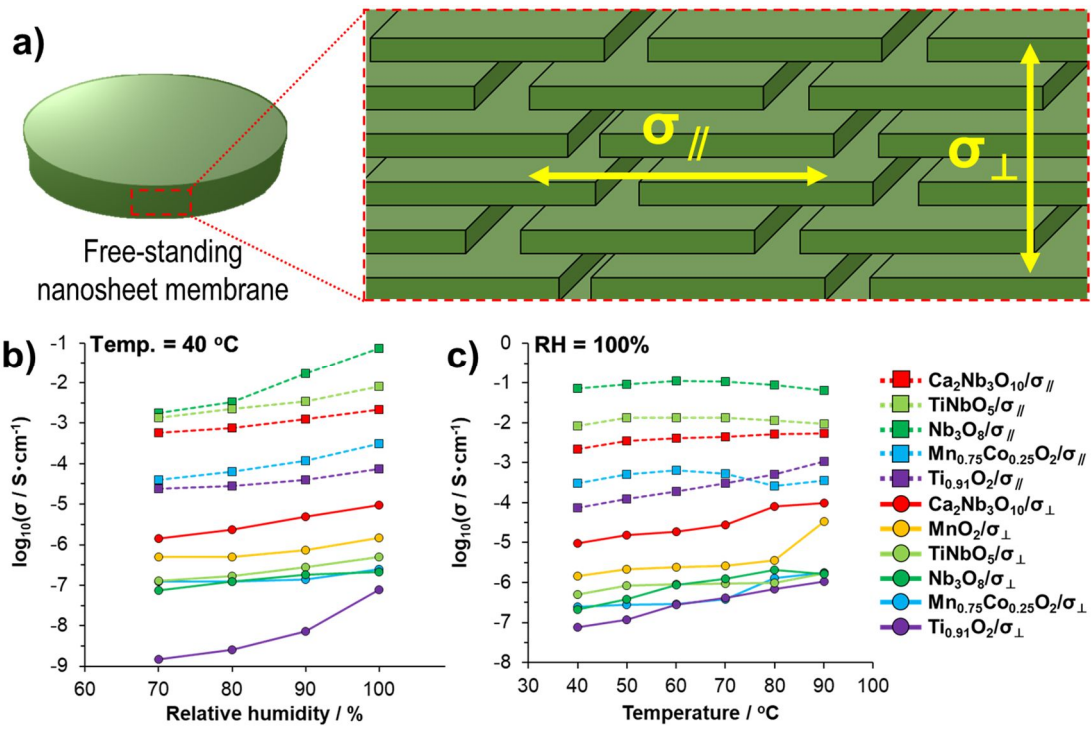 a)
σ //
σ⊥
Free-standing
nanosheet membrane
b)
Temp. = 40 °C
-1
-2
-3
-4
-5
-6
-7
-8
-9
log₁₀(σ / S·cm⁻¹)
60 70 80 90 100
Relative humidity / %
c)
RH = 100%
0
-1
-2
-3
-4
-5
-6
-7
-8
log₁₀(σ / S·cm⁻¹)
30 40 50 60 70 80 90 100
Temperature / °C
Ca₂Nb₃O₁₀/σ//
TiNbO₅/σ//
Nb₃O₈/σ//
Mn₀.₇₅Co₀.₂₅O₂/σ//
Ti₀.₉₁O₂/σ//
Ca₂Nb₃O₁₀/σ⊥
MnO₂/σ⊥
TiNbO₅/σ⊥
Nb₃O₈/σ⊥
Mn₀.₇₅Co₀.₂₅O₂/σ⊥
Ti₀.₉₁O₂/σ⊥